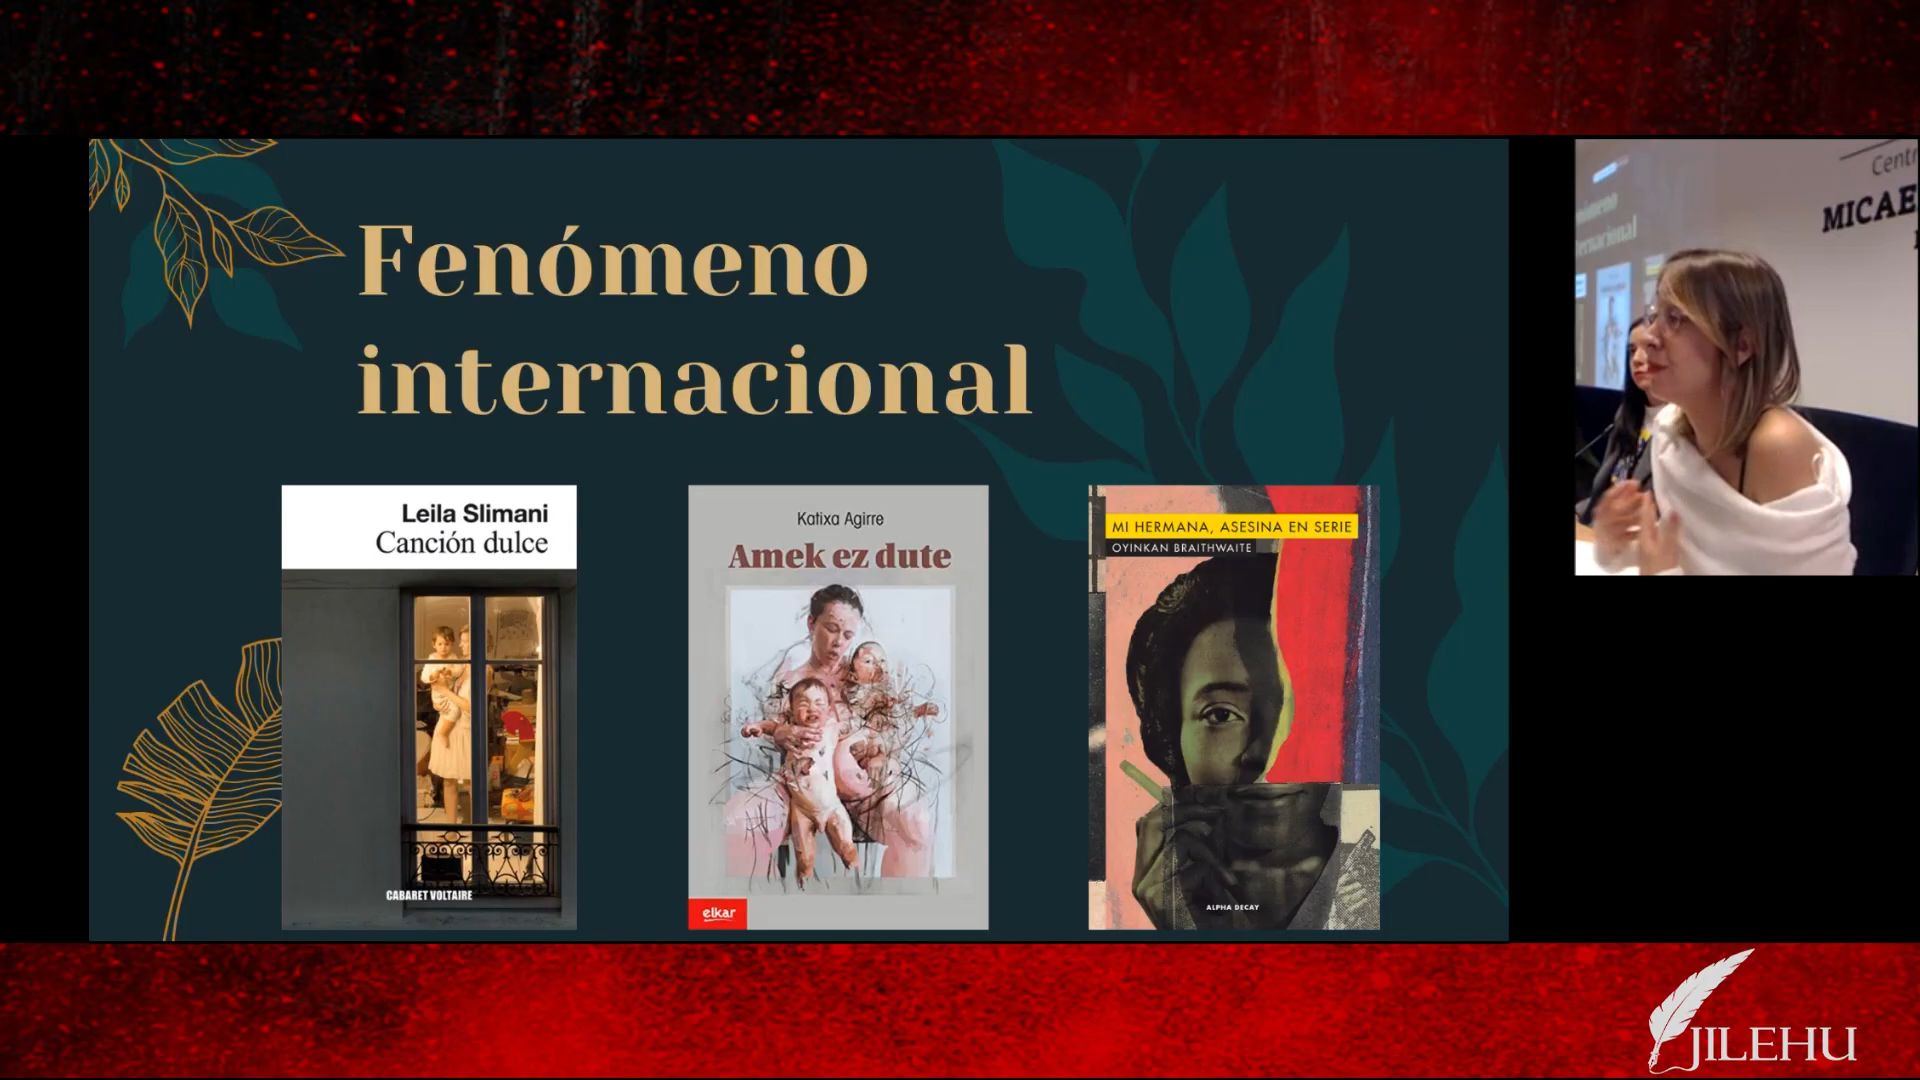 Fenómeno
internacional
Leila Slimani
Canción dulce
CABARET VOLTAIRE
Katixa Agirre
Amek ez dute
elkar
MI HERMANA, ASESINA EN SERIE
OYINKAN BRAITHWAITE
ALPHA DECAY
Centr
MICAE
JILEHU